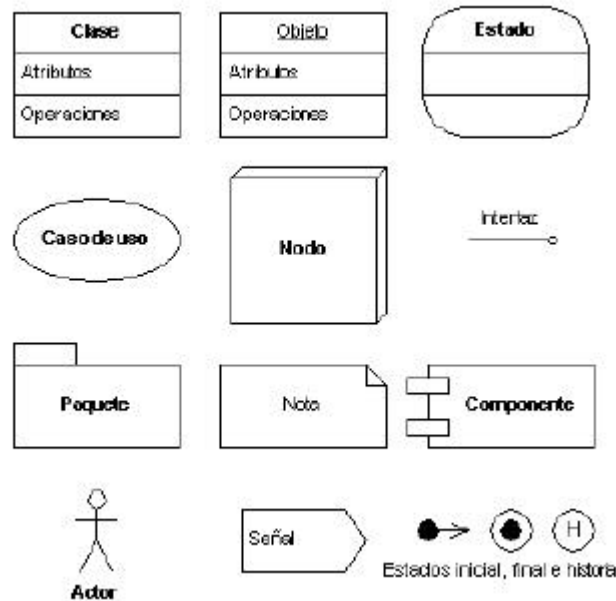 Clase
Objeto
Estado
Atributos
Atributos
Operaciones
Operaciones
Caso de uso
Nodo
Interfaz
Paquete
Nota
Componente
Señal
H
Estados inicial, final e historia
Actor